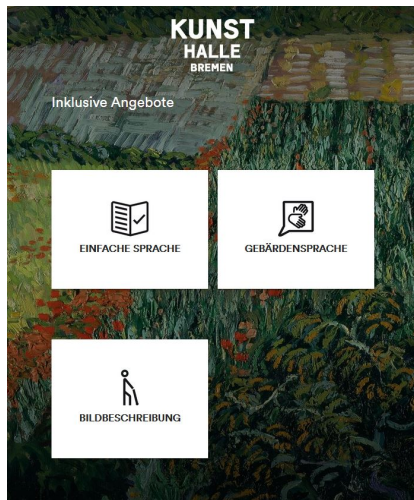 KUNST
HALLE
BREMEN
Inklusive Angebote
EINFACHE SPRACHE
GEBÄRDENSPRACHE
BILDBESCHREIBUNG